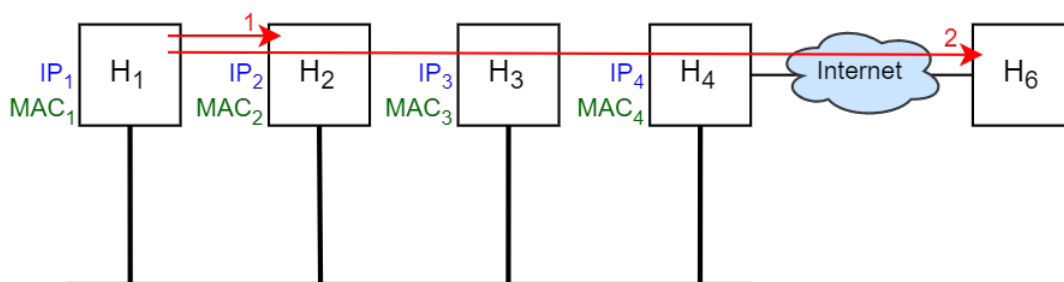 1
2
IP1
H1
IP2
H2
IP3
H3
IP4
H4
Internet
H6
MAC1
MAC2
MAC3
MAC4